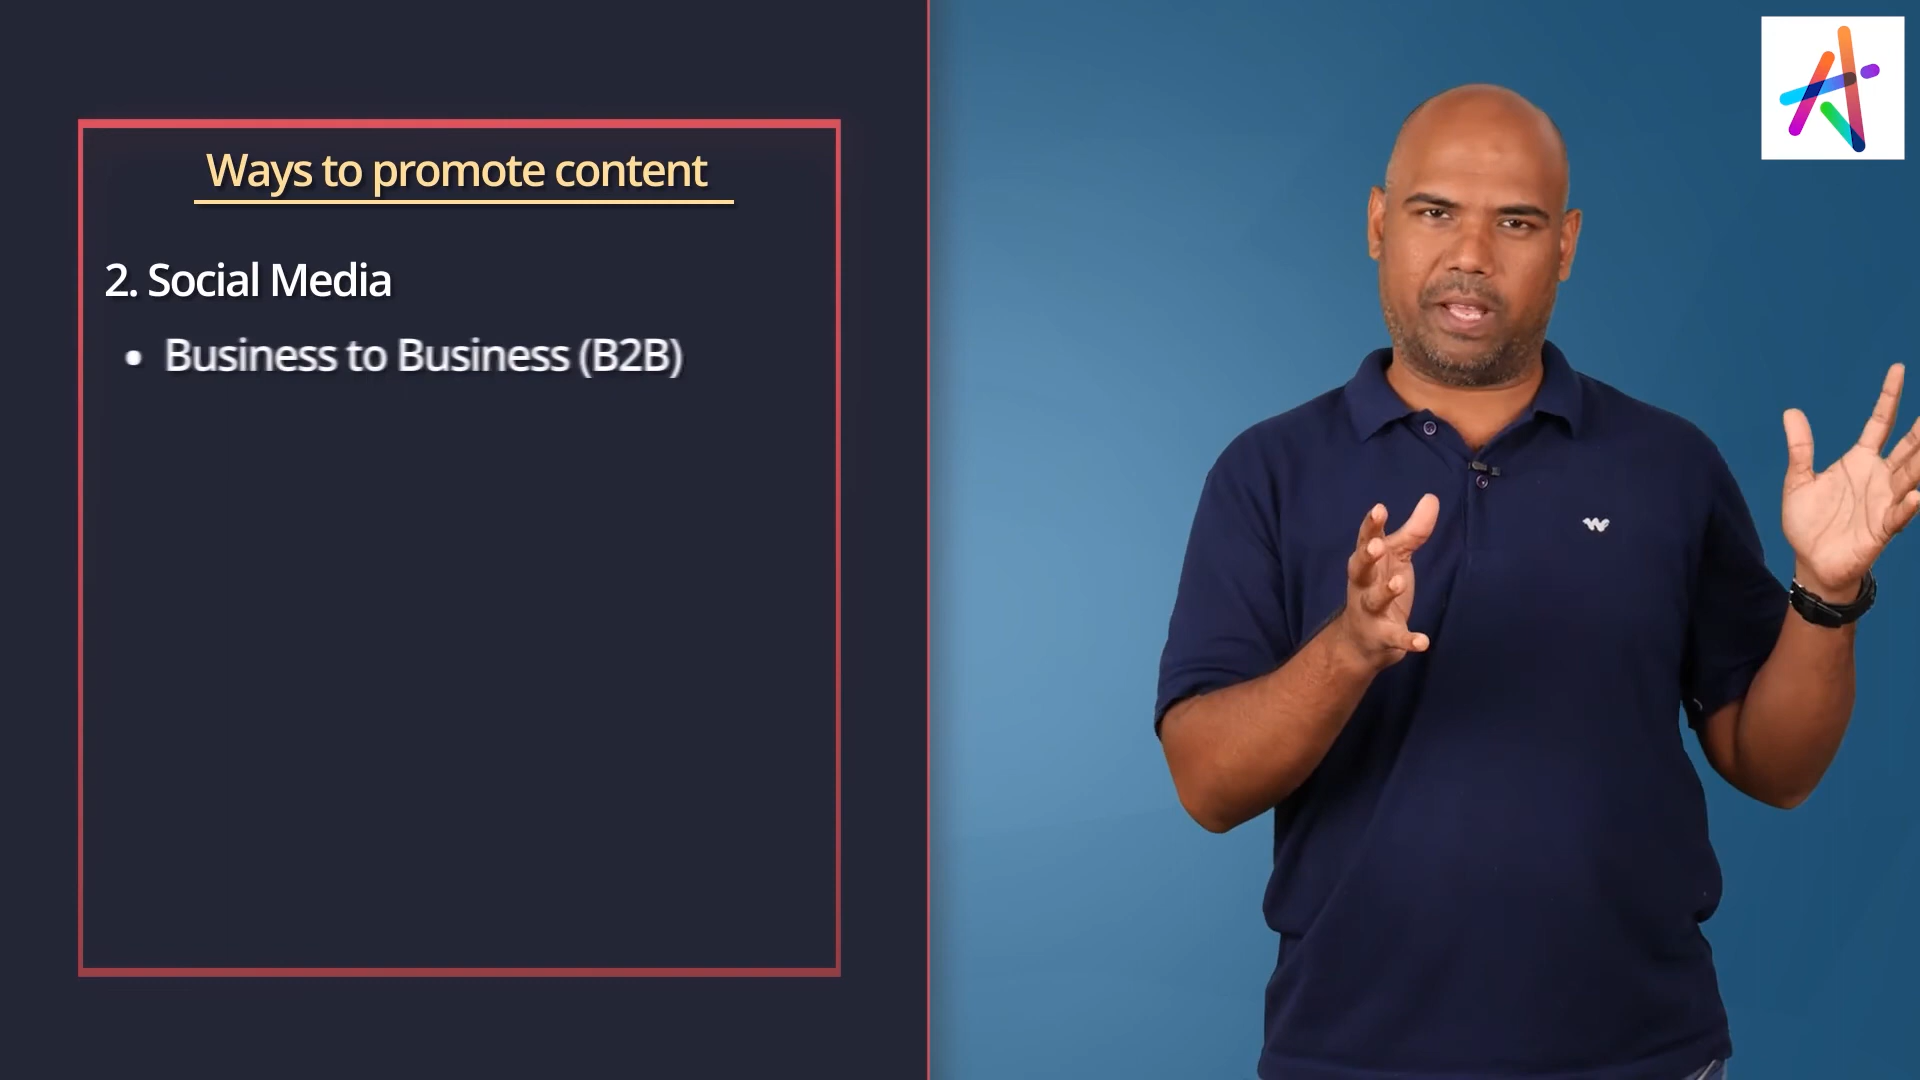 Ways to promote content
2. Social Media
• Business to Business (B2B)